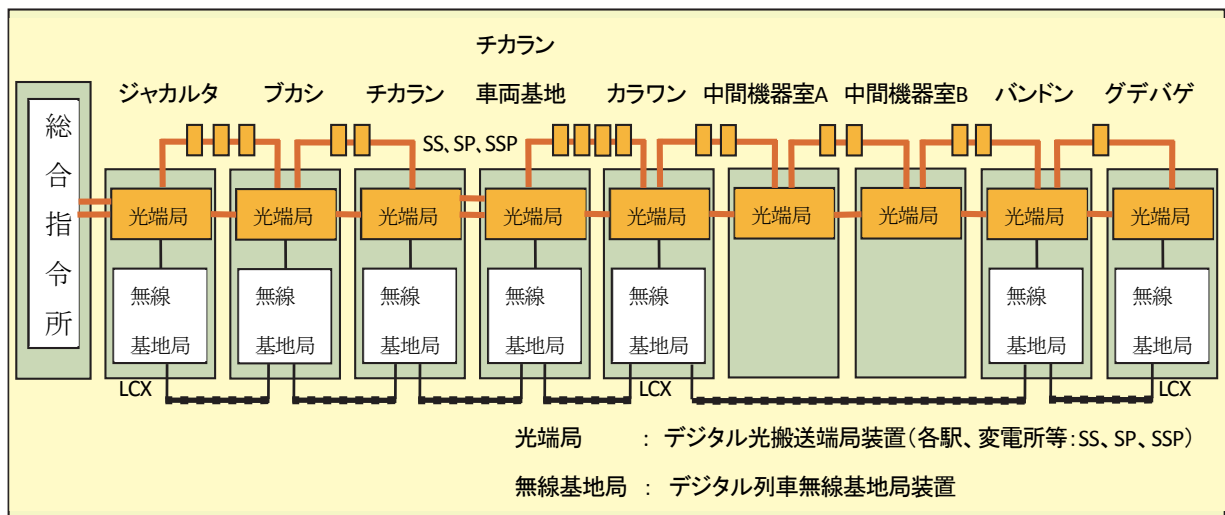 チカラン
ジャカルタ ブカシ チカラン 車両基地 カラワン 中間機器室A 中間機器室B バンドン グデバゲ
SS、SP、SSP
総合指令所
光端局 光端局 光端局 光端局 光端局 光端局 光端局 光端局 光端局
無線 無線 無線 無線 無線 無線 無線
基地局 基地局 基地局 基地局 基地局 基地局 基地局
LCX LCX LCX
光端局 : デジタル光搬送端局装置(各駅、変電所等:SS、SP、SSP)
無線基地局 : デジタル列車無線基地局装置